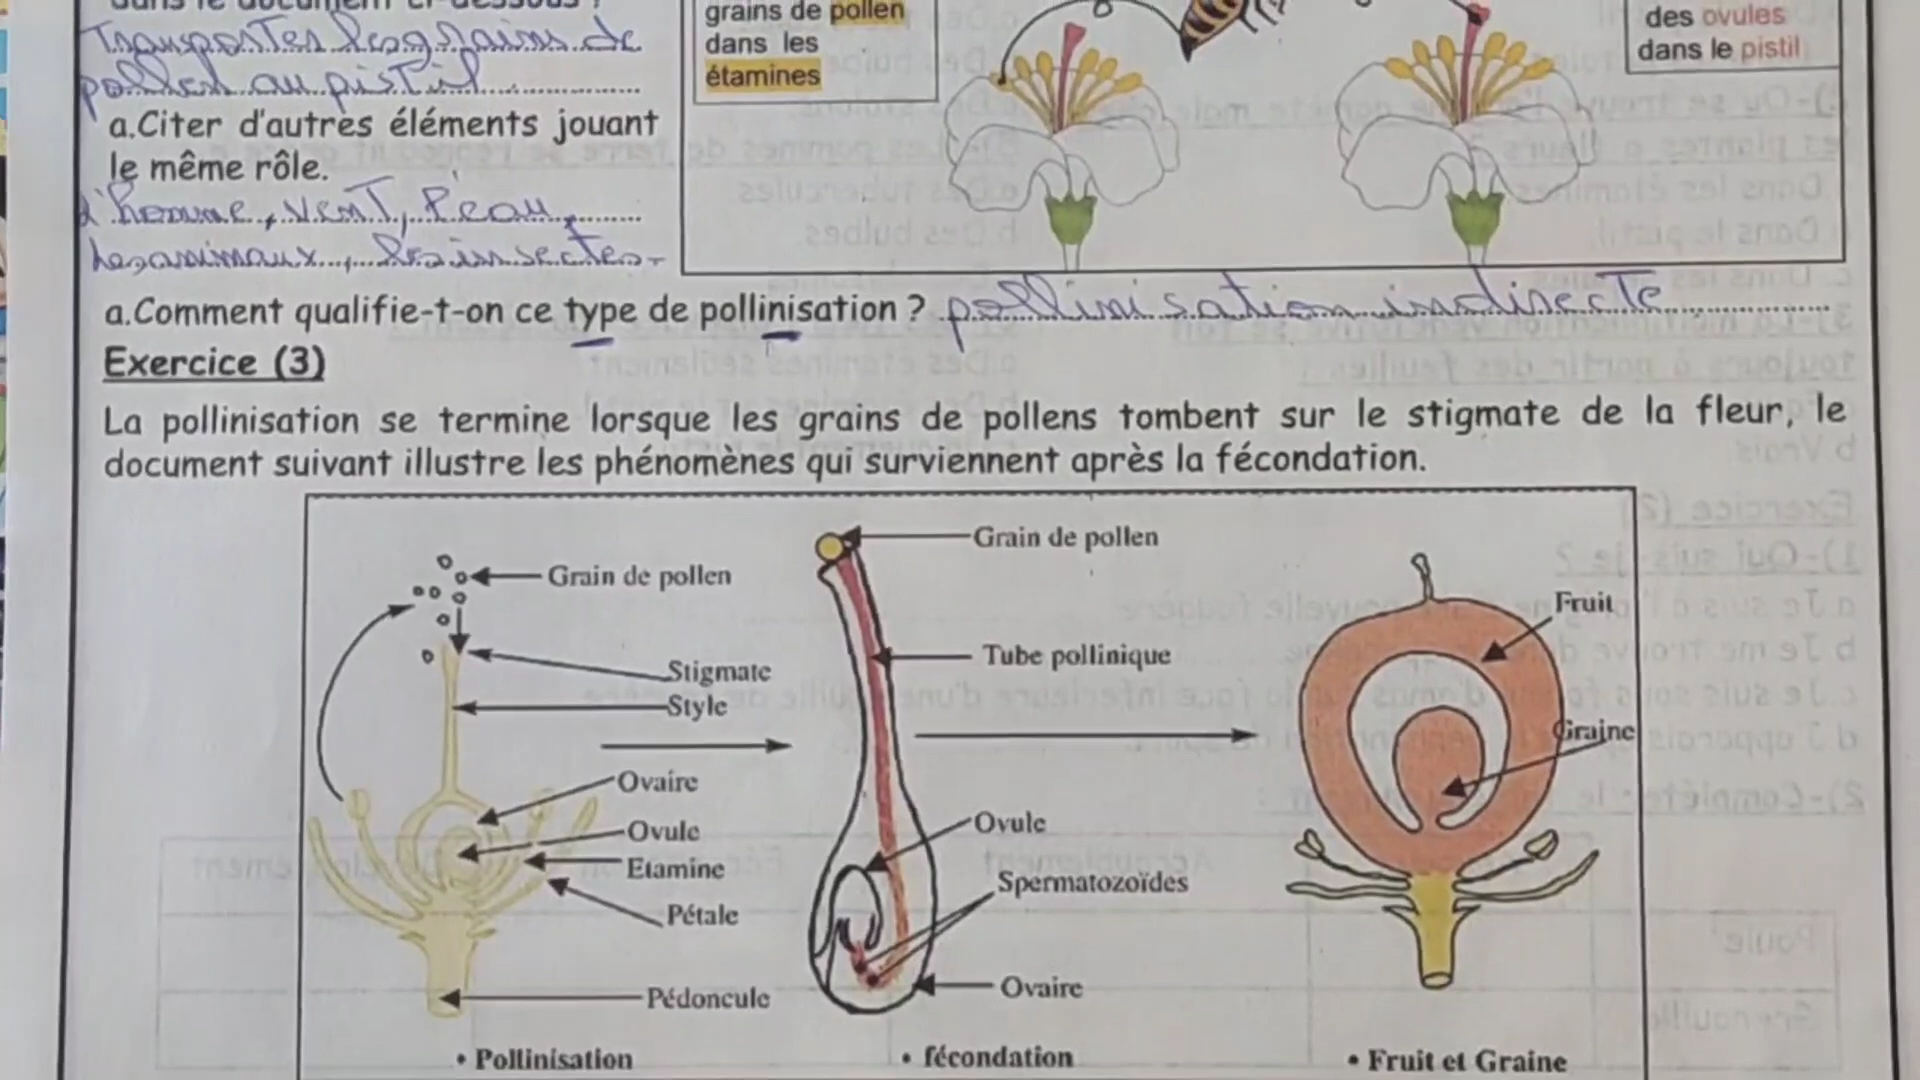 Transporter les grains de
pollen au pistil
a.Citer d'autres éléments jouant
le même rôle.
l'homme, vent, l'eau,
les animaux, les insectes.
grains de pollen
dans les
étamines
des ovules
dans le pistil
a.Comment qualifie-t-on ce type de pollinisation ? pollinisation indirecte
Exercice (3)
La pollinisation se termine lorsque les grains de pollens tombent sur le stigmate de la fleur, le
document suivant illustre les phénomènes qui surviennent après la fécondation.
Grain de pollen
Stigmate
Style
Ovaire
Ovule
Etamine
Pétale
Pédoncule
• Pollinisation
Grain de pollen
Tube pollinique
Ovule
Spermatozoïdes
Ovaire
• fécondation
Fruit
Graine
• Fruit et Graine